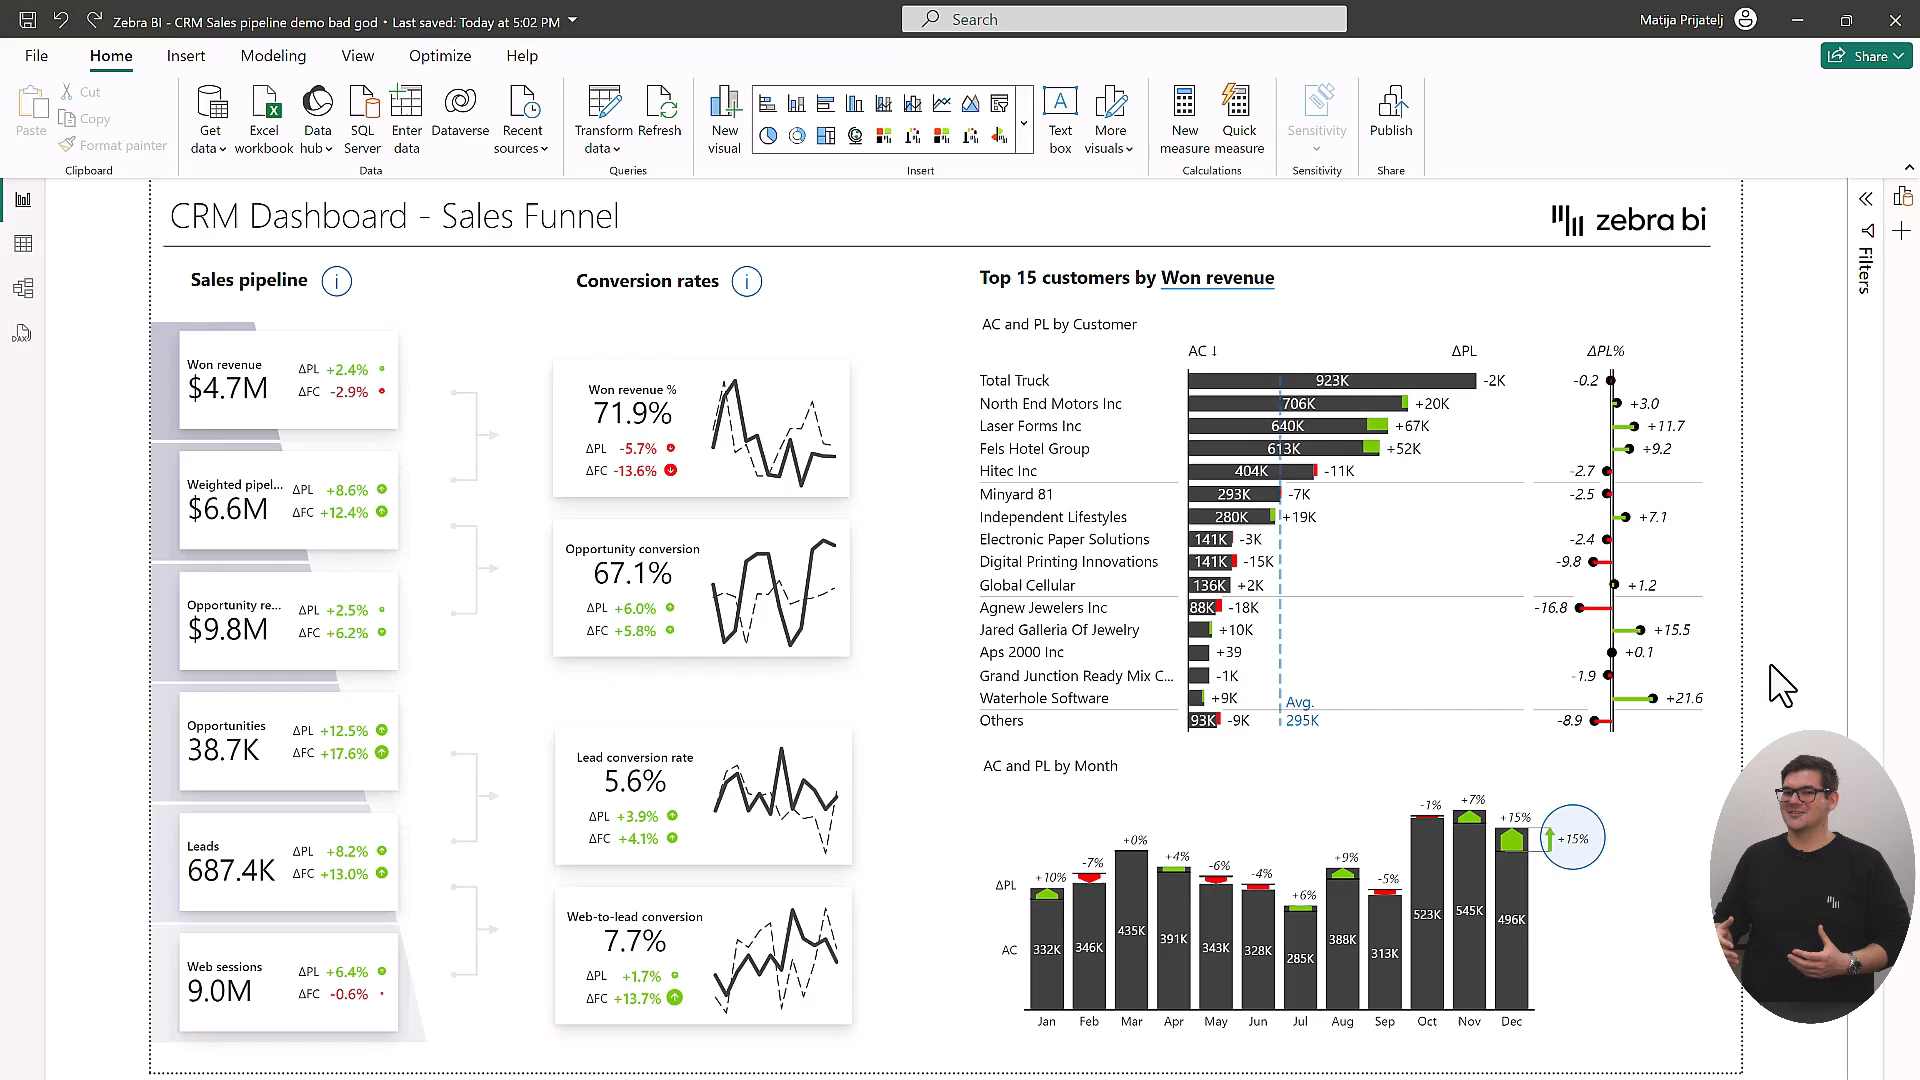 Zebra BI - CRM Sales pipeline demo bad god • Last saved: Today at 5:02 PM
Search
Matija Prijatelj
File Home Insert Modeling View Optimize Help
Share
Paste
Cut
Copy
Format painter
Get data
Excel workbook
Data hub
SQL Server
Enter data
Dataverse
Recent sources
Transform data
Refresh
New visual
Text box
More visuals
New measure
Quick measure
Sensitivity
Publish
Clipboard Data Queries Insert Calculations Sensitivity Share
DAX
CRM Dashboard - Sales Funnel
zebra bi
Filters
Sales pipeline i
Won revenue
$4.7M
ΔPL +2.4%
ΔFC -2.9%
Weighted pipel...
$6.6M
ΔPL +8.6%
ΔFC +12.4%
Opportunity re...
$9.8M
ΔPL +2.5%
ΔFC +6.2%
Opportunities
38.7K
ΔPL +12.5%
ΔFC +17.6%
Leads
687.4K
ΔPL +8.2%
ΔFC +13.0%
Web sessions
9.0M
ΔPL +6.4%
ΔFC -0.6%
Conversion rates i
Won revenue %
71.9%
ΔPL -5.7%
ΔFC -13.6%
Opportunity conversion
67.1%
ΔPL +6.0%
ΔFC +5.8%
Lead conversion rate
5.6%
ΔPL +3.9%
ΔFC +4.1%
Web-to-lead conversion
7.7%
ΔPL +1.7%
ΔFC +13.7%
Top 15 customers by Won revenue
AC and PL by Customer
AC ↓ ΔPL ΔPL%
Total Truck 923K -2K -0.2
North End Motors Inc 706K +20K +3.0
Laser Forms Inc 640K +67K +11.7
Fels Hotel Group 613K +52K +9.2
Hitec Inc 404K -11K -2.7
Minyard 81 293K -7K -2.5
Independent Lifestyles 280K +19K +7.1
Electronic Paper Solutions 141K -3K -2.4
Digital Printing Innovations 141K -15K -9.8
Global Cellular 136K +2K +1.2
Agnew Jewelers Inc 88K -18K -16.8
Jared Galleria Of Jewelry +10K +15.5
Aps 2000 Inc +39 +0.1
Grand Junction Ready Mix C... -1K -1.9
Waterhole Software +9K +21.6
Others 93K -9K -8.9
Avg.
295K
AC and PL by Month
ΔPL +10% -7% +0% +4% -6% -4% +6% +9% -5% -1% +7% +15% +15%
AC 332K 346K 435K 391K 343K 328K 285K 388K 313K 523K 545K 496K
Jan Feb Mar Apr May Jun Jul Aug Sep Oct Nov Dec